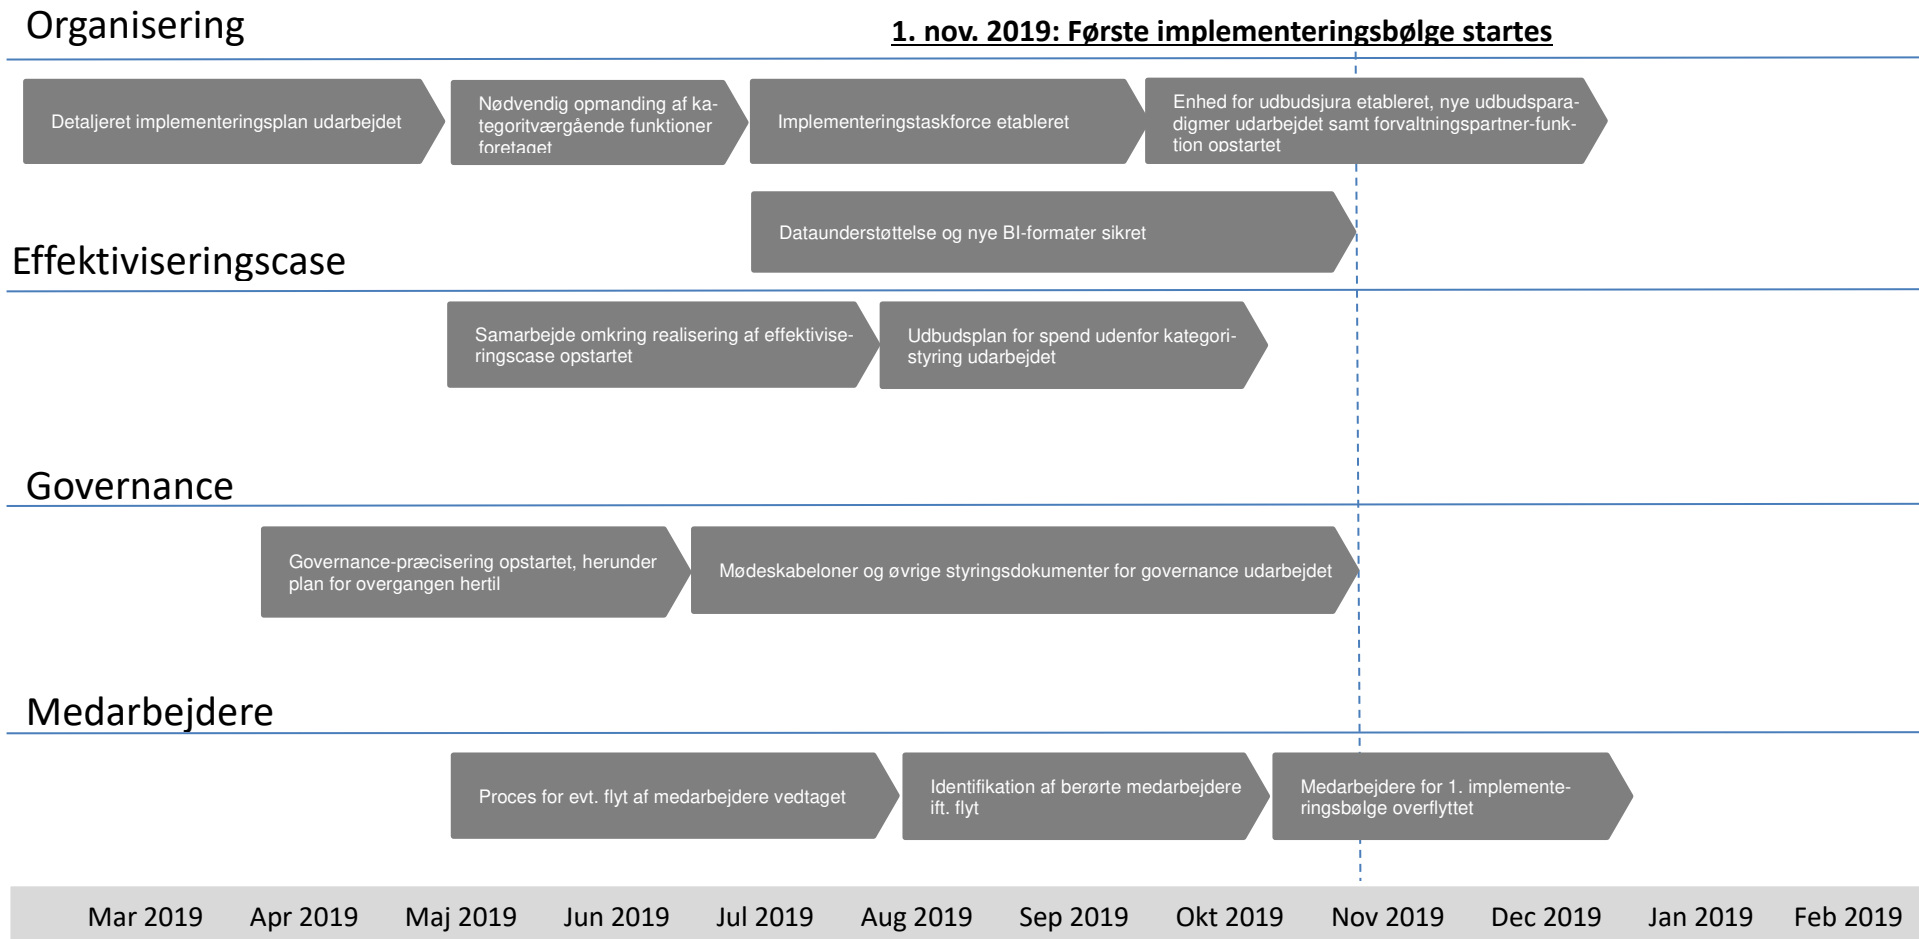 Organisering
1. nov. 2019: Første implementeringsbølge startes
Detaljeret implementeringsplan udarbejdet
Nødvendig opmanding af ka-
tegoritværgående funktioner
foretaget
Implementeringstaskforce etableret
Enhed for udbudsjura etableret, nye udbudspara-
digmer udarbejdet samt forvaltningspartner-funk-
tion opstartet
Dataunderstøttelse og nye BI-formater sikret
Effektiviseringscase
Samarbejde omkring realisering af effektivise-
ringscase opstartet
Udbudsplan for spend udenfor kategori-
styring udarbejdet
Governance
Governance-præcisering opstartet, herunder
plan for overgangen hertil
Mødeskabeloner og øvrige styringsdokumenter for governance udarbejdet
Medarbejdere
Proces for evt. flyt af medarbejdere vedtaget
Identifikation af berørte medarbejdere
ift. flyt
Medarbejdere for 1. implemente-
ringsbølge overflyttet
Mar 2019 Apr 2019 Maj 2019 Jun 2019 Jul 2019 Aug 2019 Sep 2019 Okt 2019 Nov 2019 Dec 2019 Jan 2019 Feb 2019